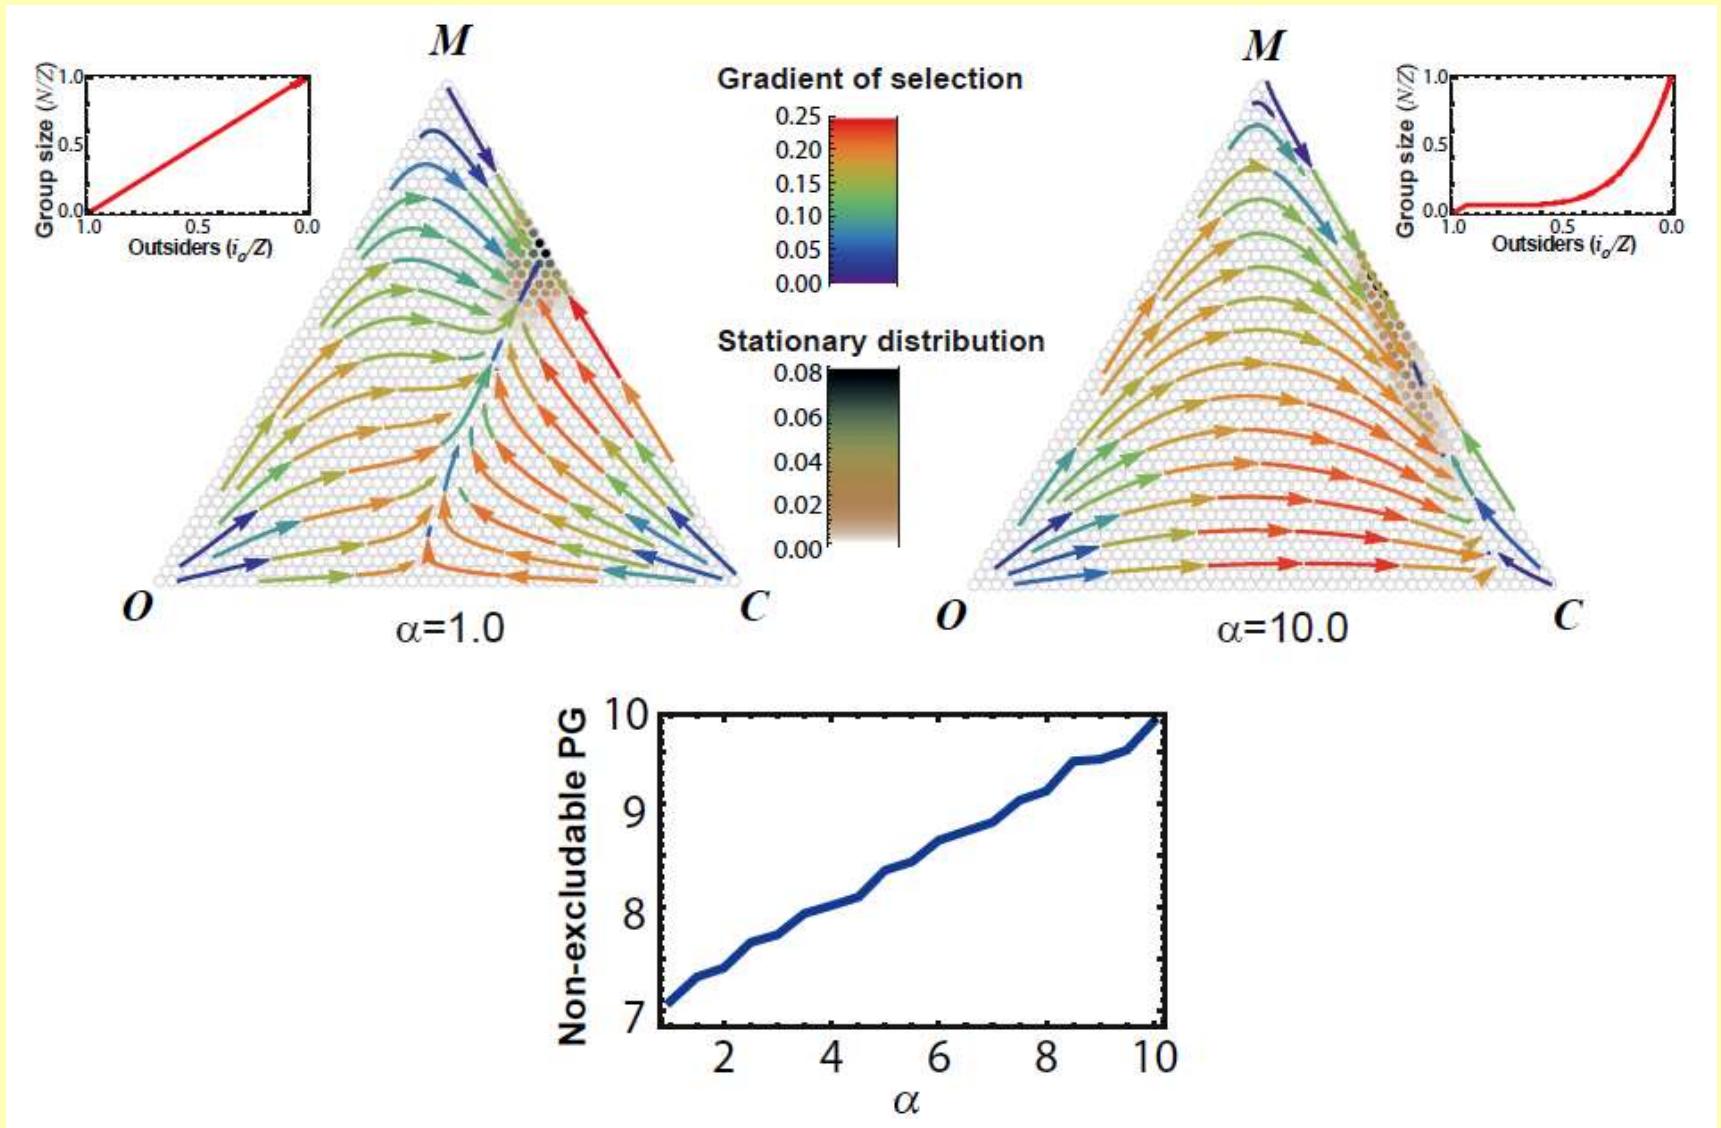 M
Group size (N/Z)
1.0
0.5
0.0
1.0 0.5 0.0
Outsiders (i_o/Z)
O
C
α=1.0
Gradient of selection
0.25
0.20
0.15
0.10
0.05
0.00
Stationary distribution
0.08
0.06
0.04
0.02
0.00
M
Group size (N/Z)
1.0
0.5
0.0
1.0 0.5 0.0
Outsiders (i_o/Z)
O
C
α=10.0
Non-excludable PG
10
9
8
7
2 4 6 8 10
α